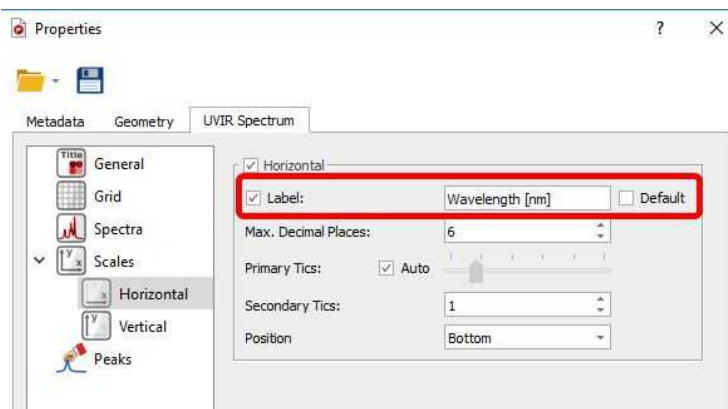 Properties
?
Metadata Geometry UVIR Spectrum
Title
General
Grid
Spectra
y x Scales
x Horizontal
y Vertical
Peaks
Horizontal
Label: Wavelength [nm] Default
Max. Decimal Places: 6
Primary Tics: Auto
Secondary Tics: 1
Position Bottom